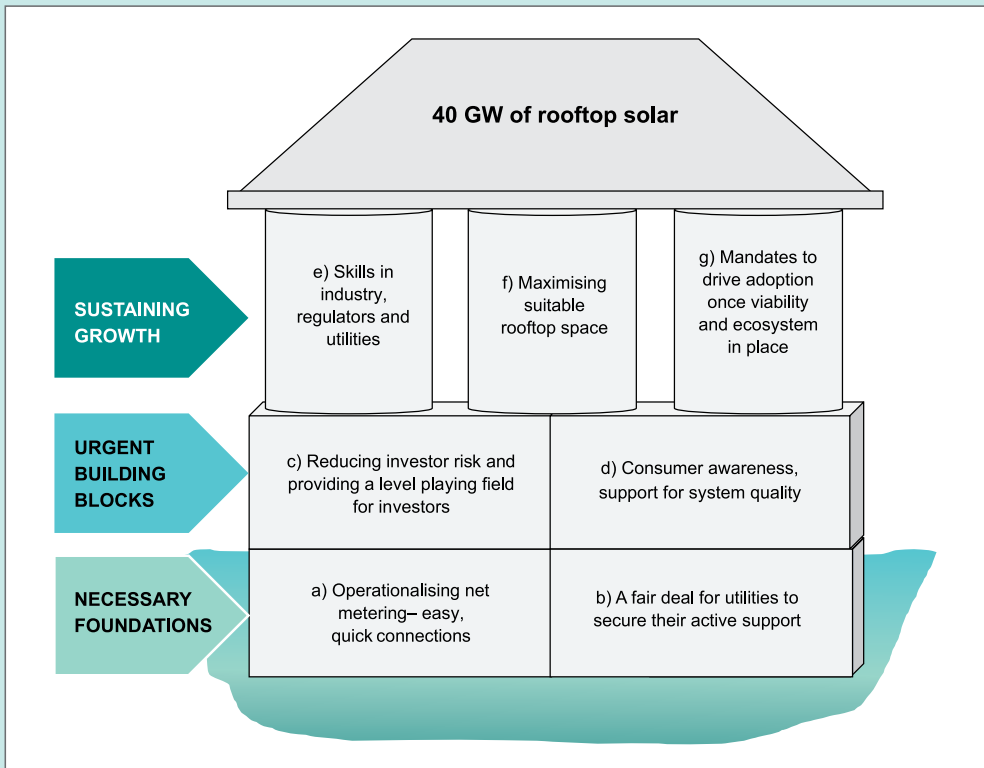 40 GW of rooftop solar
SUSTAINING
GROWTH
e) Skills in
industry,
regulators and
utilities
f) Maximising
suitable
rooftop space
g) Mandates to
drive adoption
once viability
and ecosystem
in place
URGENT
BUILDING
BLOCKS
c) Reducing investor risk and
providing a level playing field
for investors
d) Consumer awareness,
support for system quality
NECESSARY
FOUNDATIONS
a) Operationalising net
metering– easy,
quick connections
b) A fair deal for utilities to
secure their active support